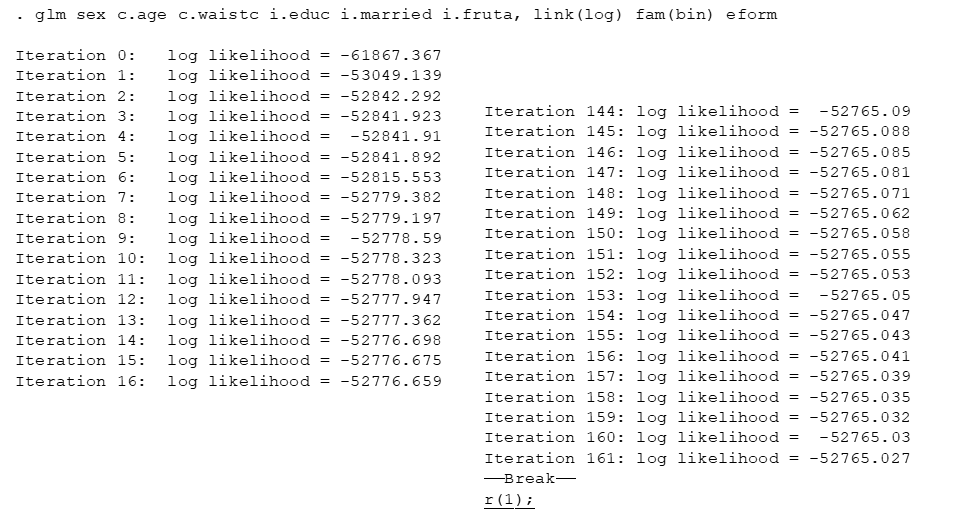 . glm sex c.age c.waistc i.educ i.married i.fruta, link(log) fam(bin) eform
Iteration 0:   log likelihood = -61867.367
Iteration 1:   log likelihood = -53049.139
Iteration 2:   log likelihood = -52842.292
Iteration 3:   log likelihood = -52841.923
Iteration 4:   log likelihood =  -52841.91
Iteration 5:   log likelihood = -52841.892
Iteration 6:   log likelihood = -52815.553
Iteration 7:   log likelihood = -52779.382
Iteration 8:   log likelihood = -52779.197
Iteration 9:   log likelihood =  -52778.59
Iteration 10:  log likelihood = -52778.323
Iteration 11:  log likelihood = -52778.093
Iteration 12:  log likelihood = -52777.947
Iteration 13:  log likelihood = -52777.362
Iteration 14:  log likelihood = -52776.698
Iteration 15:  log likelihood = -52776.675
Iteration 16:  log likelihood = -52776.659
Iteration 144: log likelihood =  -52765.09
Iteration 145: log likelihood = -52765.088
Iteration 146: log likelihood = -52765.085
Iteration 147: log likelihood = -52765.081
Iteration 148: log likelihood = -52765.071
Iteration 149: log likelihood = -52765.062
Iteration 150: log likelihood = -52765.058
Iteration 151: log likelihood = -52765.055
Iteration 152: log likelihood = -52765.053
Iteration 153: log likelihood =  -52765.05
Iteration 154: log likelihood = -52765.047
Iteration 155: log likelihood = -52765.043
Iteration 156: log likelihood = -52765.041
Iteration 157: log likelihood = -52765.039
Iteration 158: log likelihood = -52765.035
Iteration 159: log likelihood = -52765.032
Iteration 160: log likelihood =  -52765.03
Iteration 161: log likelihood = -52765.027
—Break—
r(1);